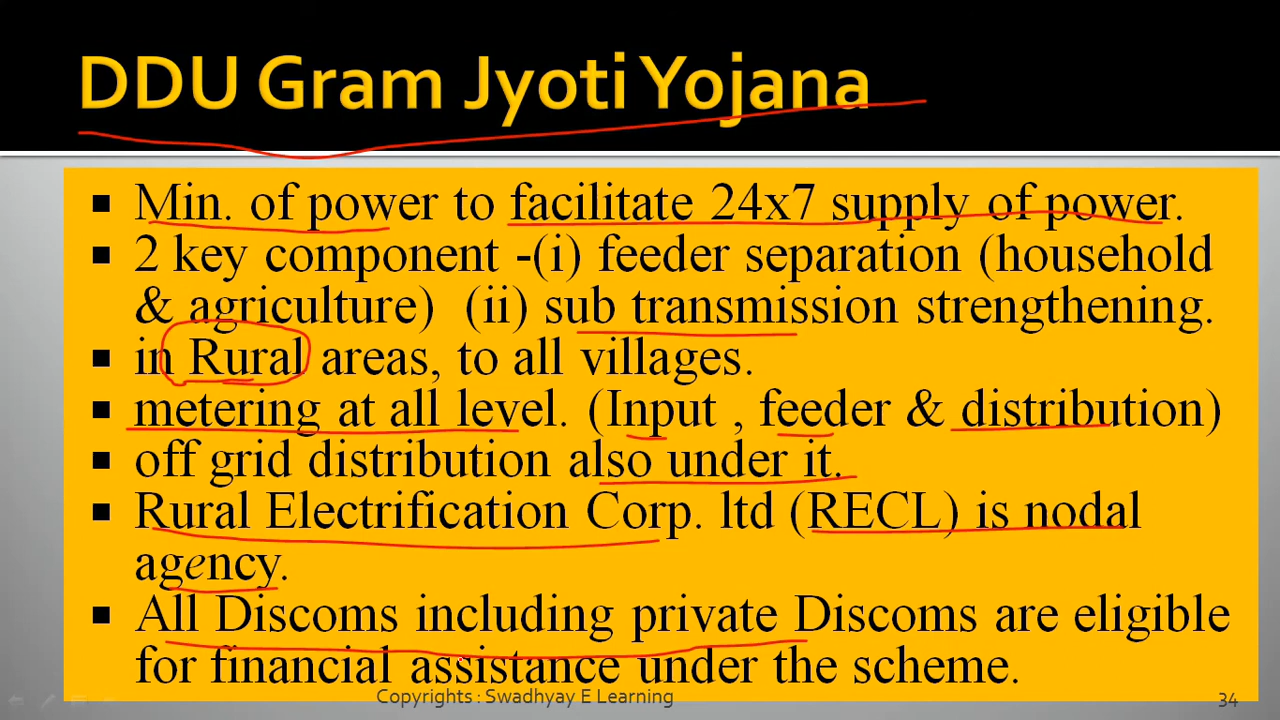 DDU Gram Jyoti Yojana
▪ Min. of power to facilitate 24x7 supply of power.
▪ 2 key component -(i) feeder separation (household
& agriculture) (ii) sub transmission strengthening.
▪ in Rural areas, to all villages.
▪ metering at all level. (Input , feeder & distribution)
▪ off grid distribution also under it.
▪ Rural Electrification Corp. ltd (RECL) is nodal
agency.
▪ All Discoms including private Discoms are eligible
for financial assistance under the scheme.
Copyrights : Swadhyay E Learning
34